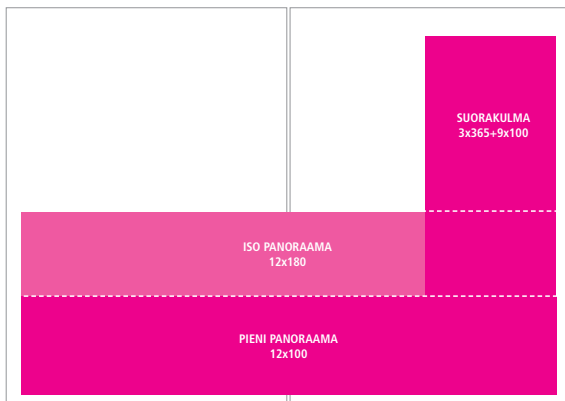 SUORAKULMA
3x365+9x100
ISO PANORAAMA
12x180
PIENI PANORAAMA
12x100